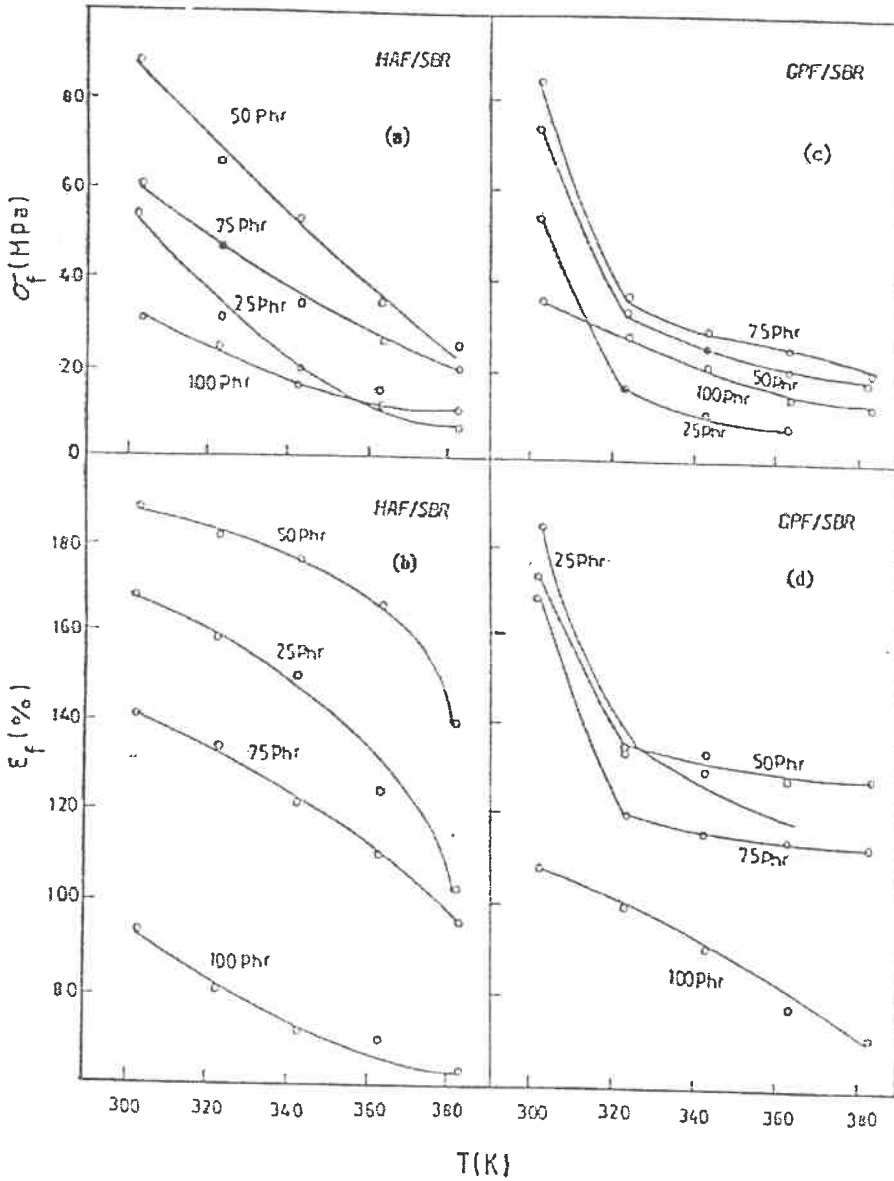 HAF/SBR
(a)
50 Phr
75 Phr
25 Phr
100 Phr
80
60
40
20
0
σf (MPa)
GPF/SBR
(c)
75 Phr
50 Phr
100 Phr
25 Phr
HAF/SBR
(b)
50 Phr
25 Phr
75 Phr
100 Phr
180
160
140
120
100
80
εf (%)
GPF/SBR
(d)
25 Phr
50 Phr
75 Phr
100 Phr
300 320 340 360 380
300 320 340 360 380
T(K)